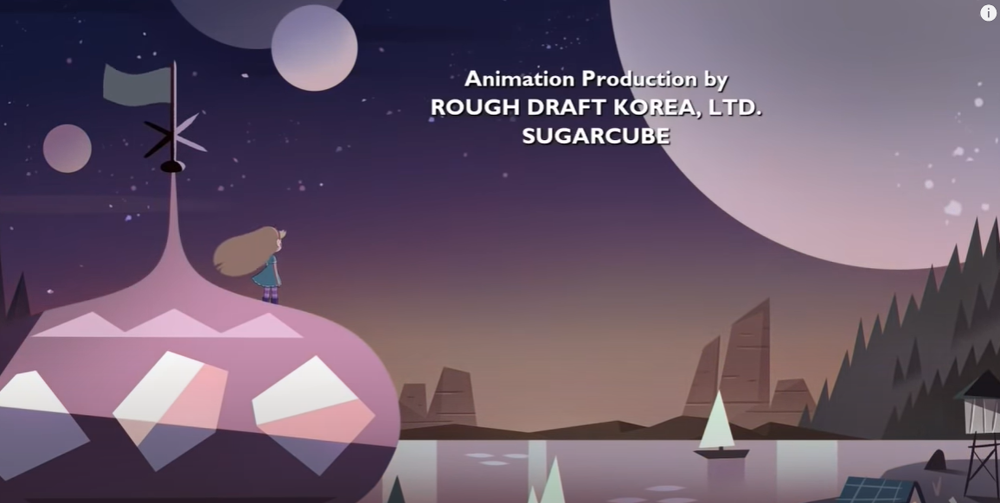 Animation Production by
ROUGH DRAFT KOREA, LTD.
SUGARCUBE